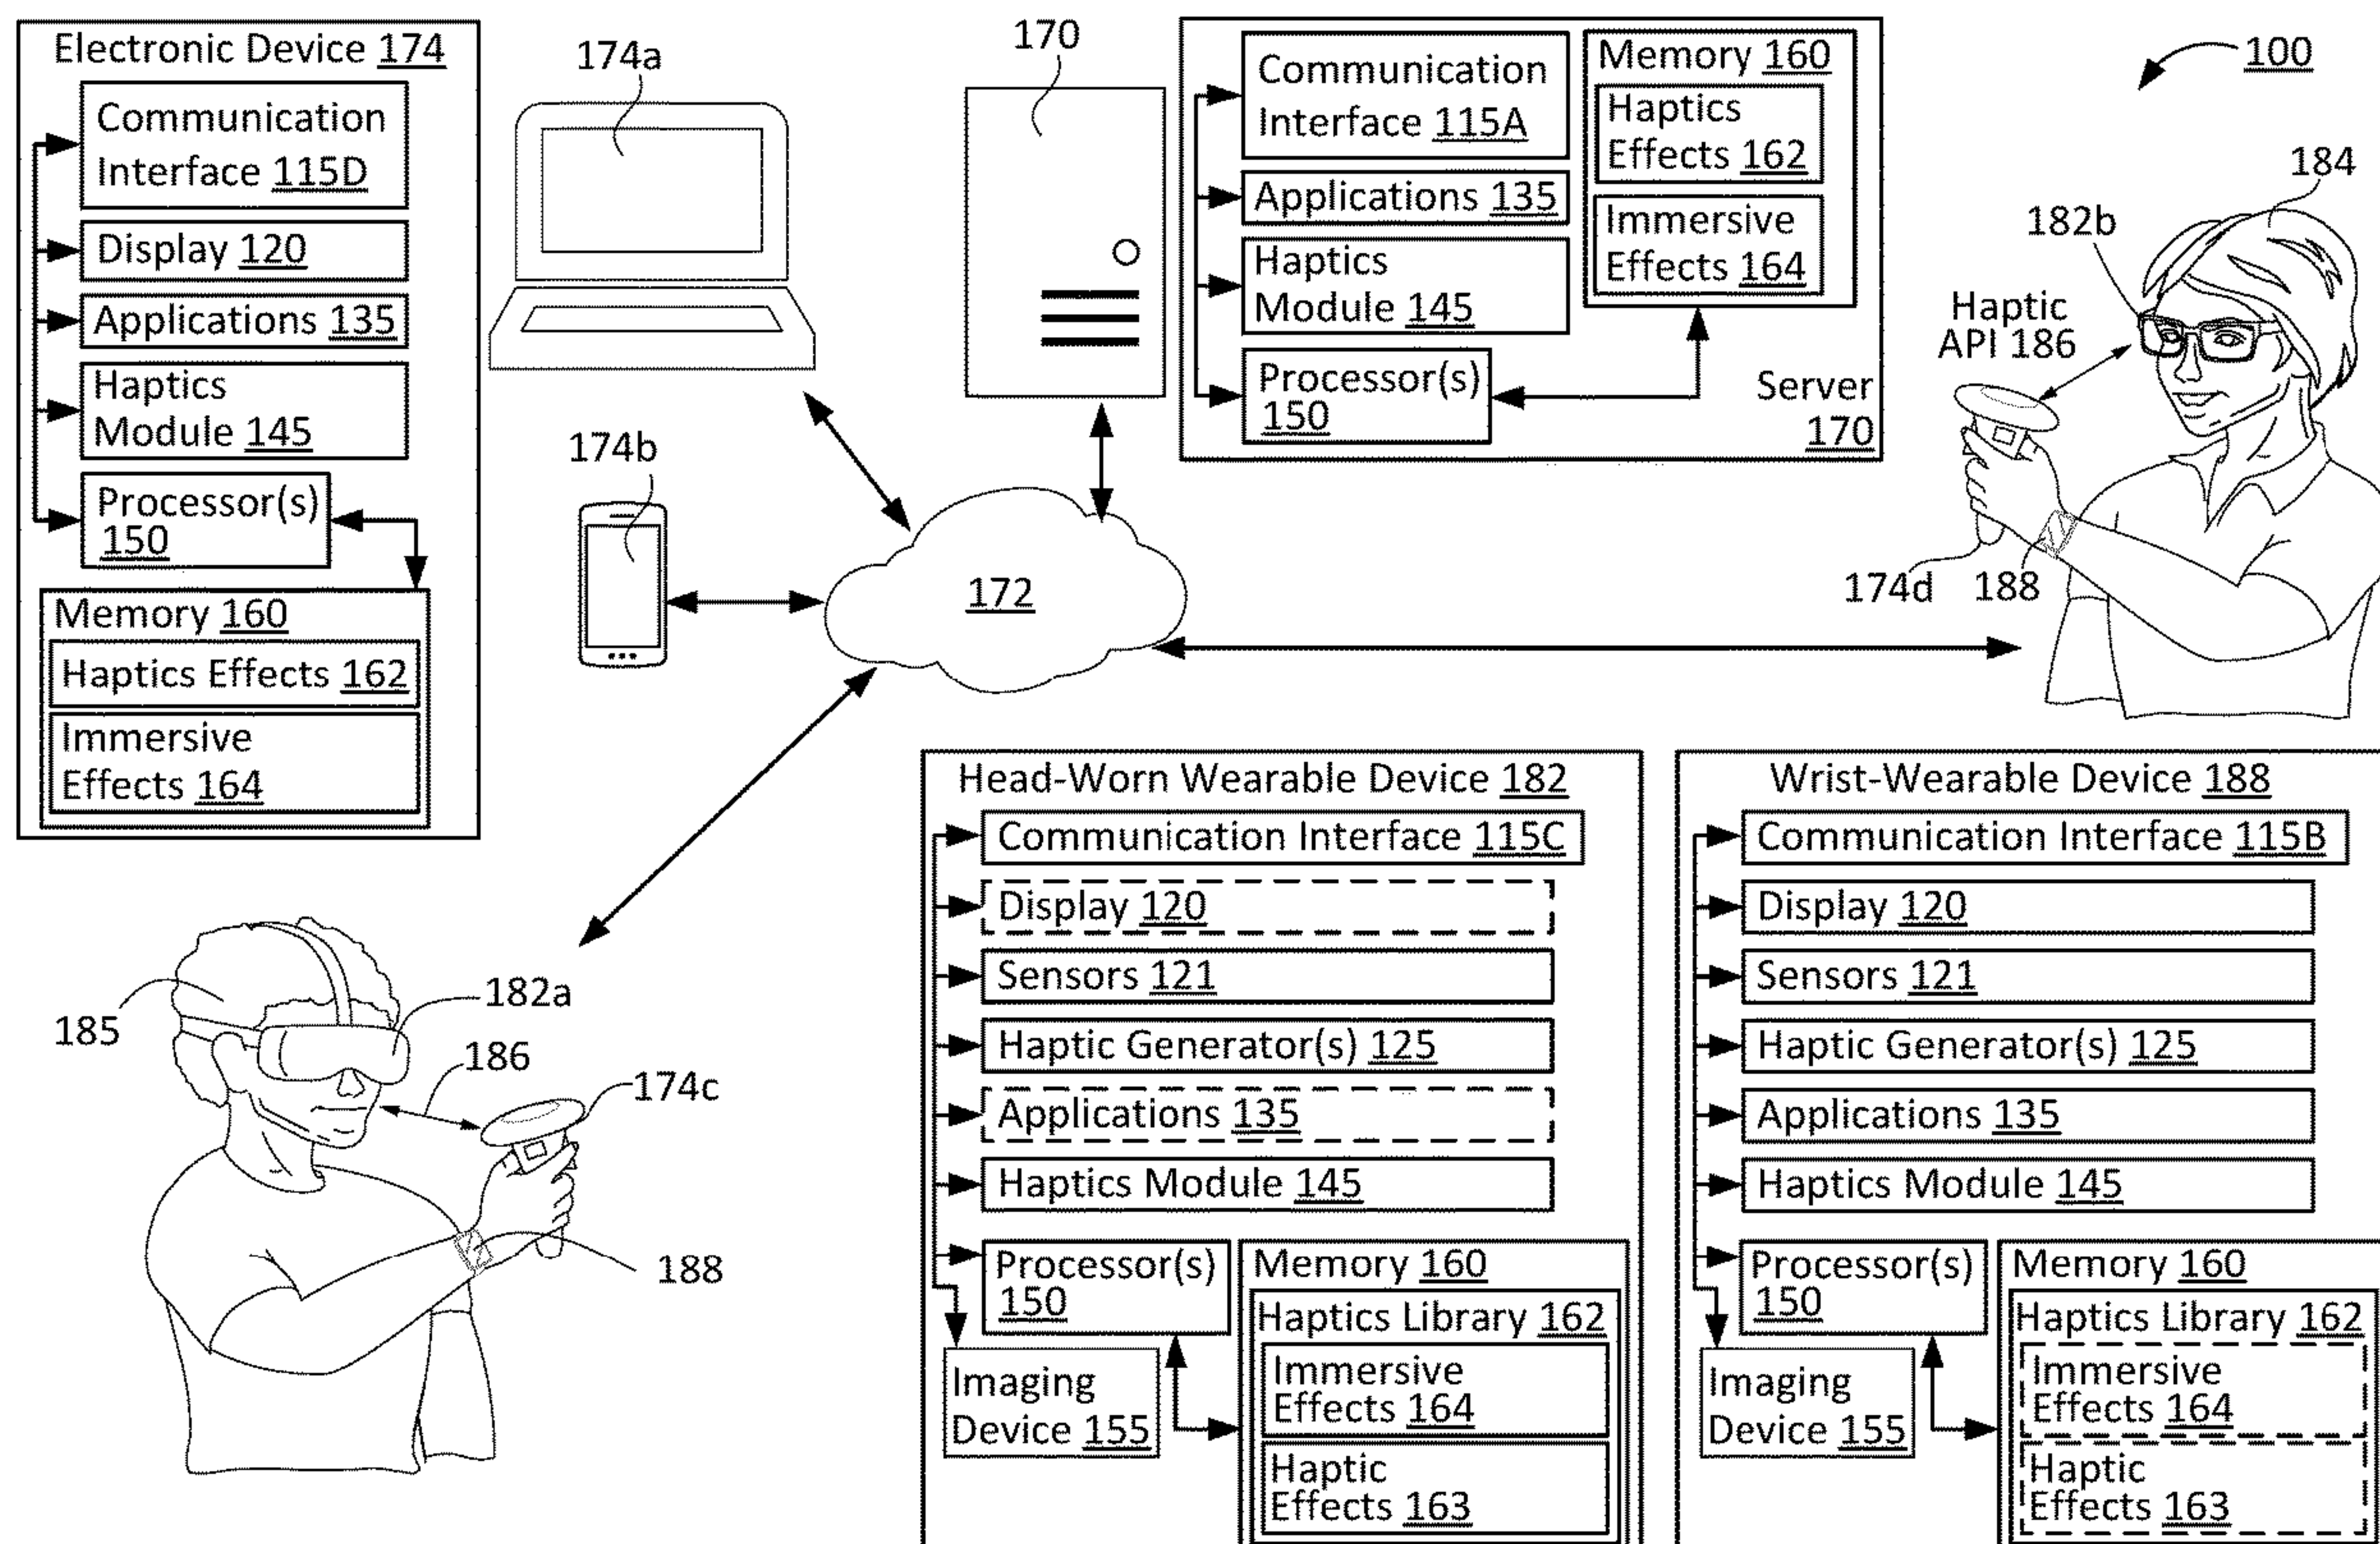 Electronic Device 174
Communication
Interface 115D
Display 120
Applications 135
Haptics
Module 145
Processor(s)
150
Memory 160
Haptics Effects 162
Immersive
Effects 164
174a
174b
170
Communication
Interface 115A
Applications 135
Haptics
Module 145
Processor(s)
150
Memory 160
Haptics
Effects 162
Immersive
Effects 164
Server
170
100
184
182b
Haptic
API 186
174d
188
172
185
182a
186
174c
188
Head-Worn Wearable Device 182
Communication Interface 115C
Display 120
Sensors 121
Haptic Generator(s) 125
Applications 135
Haptics Module 145
Processor(s)
150
Imaging
Device 155
Memory 160
Haptics Library 162
Immersive
Effects 164
Haptic
Effects 163
Wrist-Wearable Device 188
Communication Interface 115B
Display 120
Sensors 121
Haptic Generator(s) 125
Applications 135
Haptics Module 145
Processor(s)
150
Imaging
Device 155
Memory 160
Haptics Library 162
Immersive
Effects 164
Haptic
Effects 163